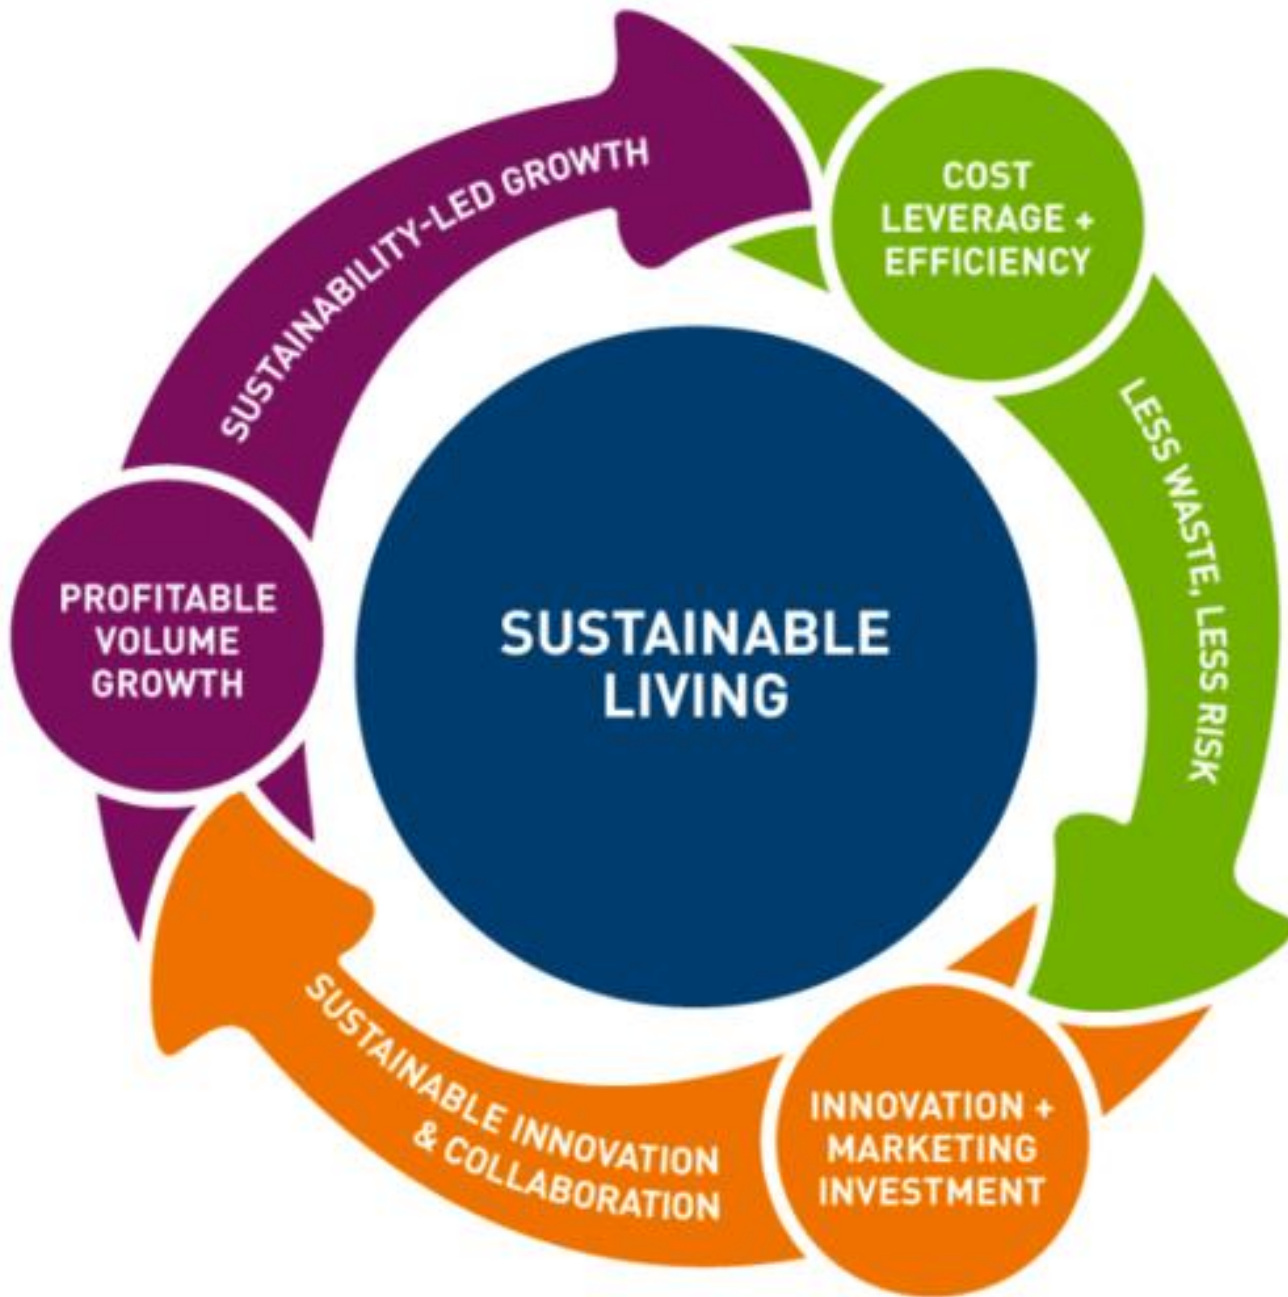 SUSTAINABILITY-LED GROWTH
COST
LEVERAGE +
EFFICIENCY
LESS WASTE, LESS RISK
SUSTAINABLE
LIVING
PROFITABLE
VOLUME
GROWTH
SUSTAINABLE INNOVATION
& COLLABORATION
INNOVATION +
MARKETING
INVESTMENT